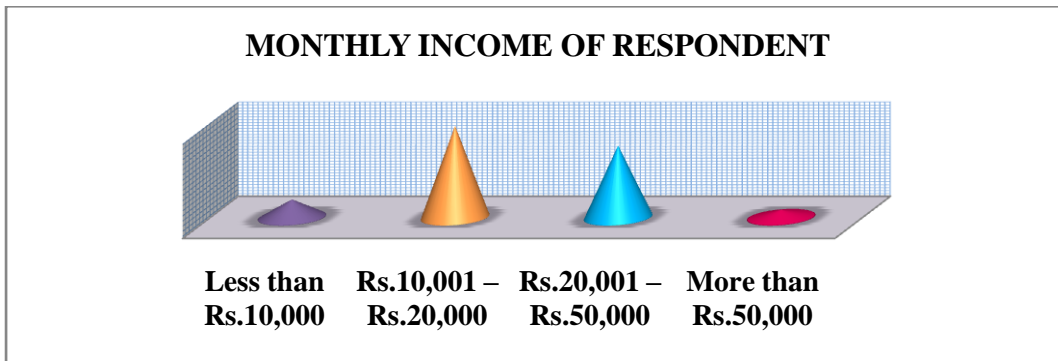 MONTHLY INCOME OF RESPONDENT
Less than Rs.10,000
Rs.10,001 – Rs.20,000
Rs.20,001 – Rs.50,000
More than Rs.50,000